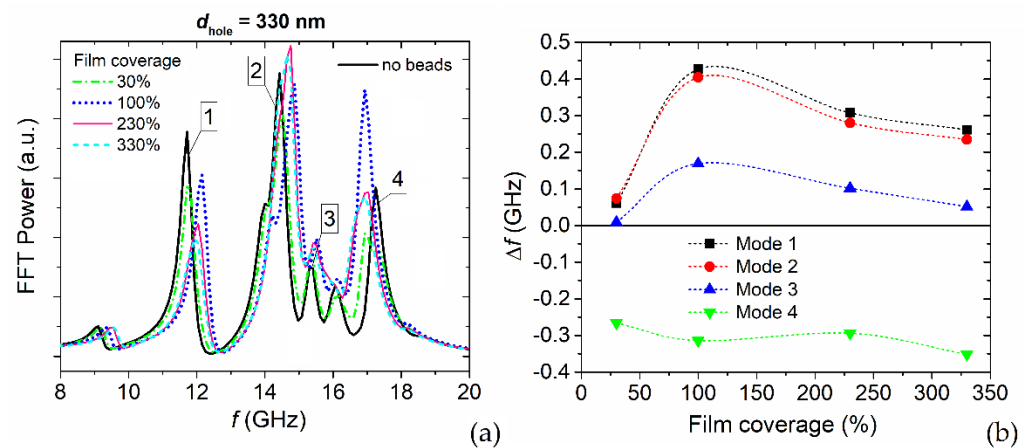 d_hole = 330 nm
Film coverage
30%
100%
230%
330%
no beads
1
2
3
4
FFT Power (a.u.)
8 10 12 14 16 18 20
f (GHz)
(a)
0.5
0.4
0.3
0.2
0.1
0.0
-0.1
-0.2
-0.3
-0.4
Δf (GHz)
Mode 1
Mode 2
Mode 3
Mode 4
0 50 100 150 200 250 300 350
Film coverage (%)
(b)